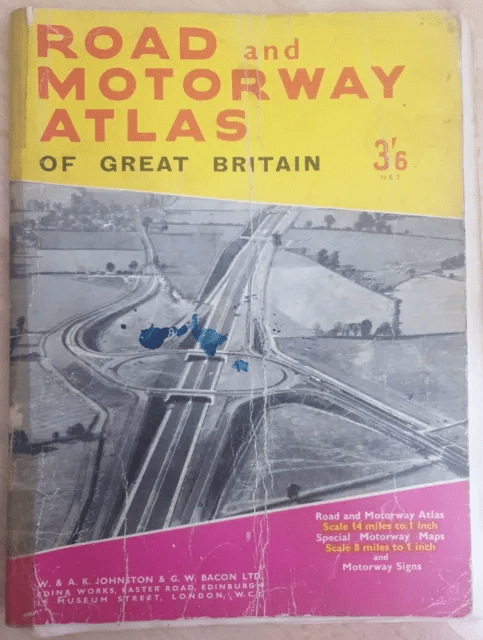 ROAD and
MOTORWAY
ATLAS
OF GREAT BRITAIN
3'6
NET
Road and Motorway Atlas
Scale 14 miles to 1 inch
Special Motorway Maps
Scale 8 miles to 1 inch
and
Motorway Signs
W. & A. K. JOHNSTON & G. W. BACON LTD.
EDINA WORKS, EASTER ROAD, EDINBURGH
MUSEUM STREET, LONDON, W.C.1